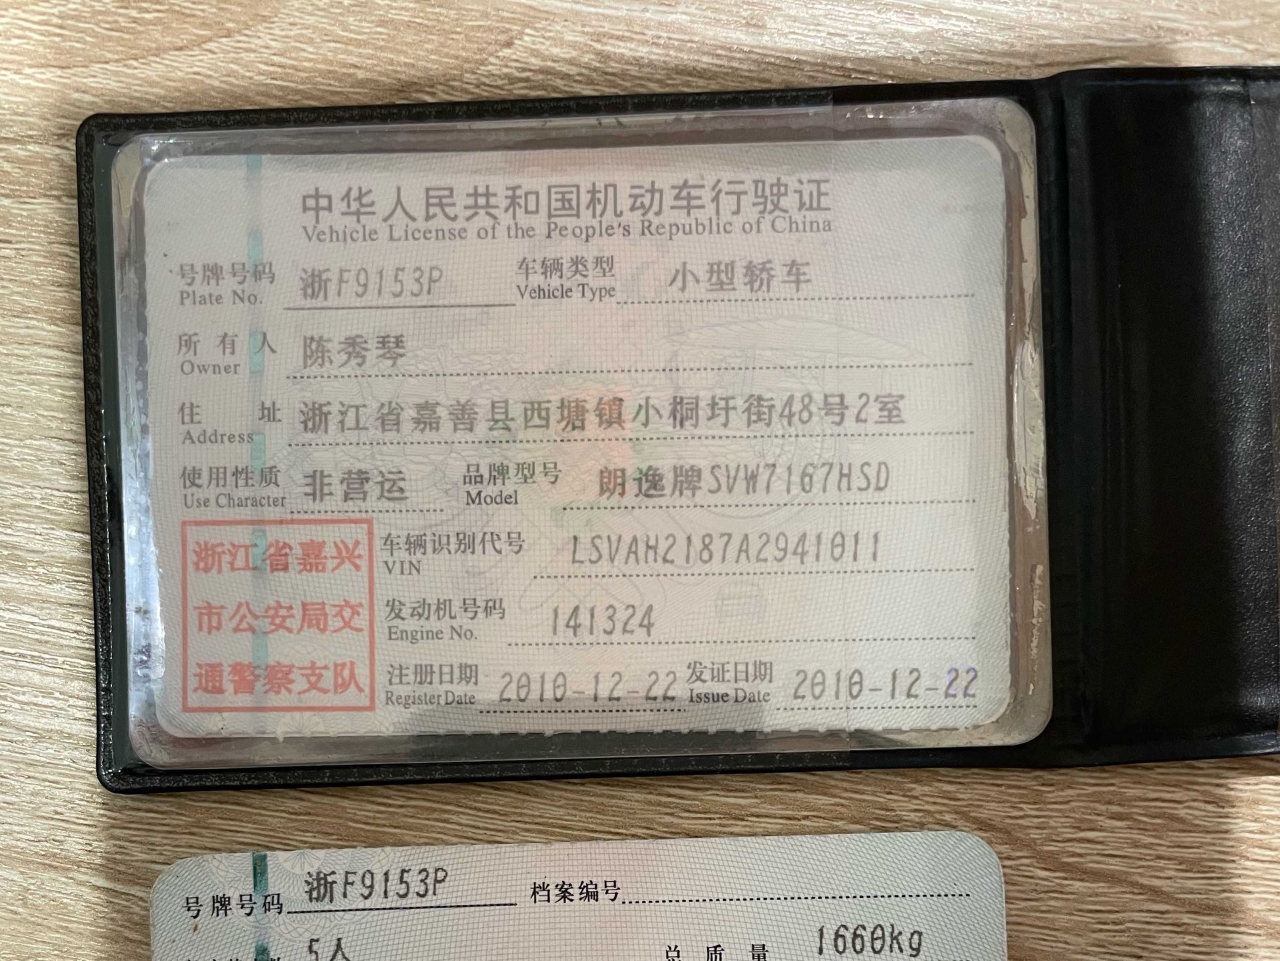 中华人民共和国机动车行驶证
Vehicle License of the People's Republic of China
号牌号码 浙F9153P 车辆类型 小型轿车
Plate No. Vehicle Type
所有人 陈秀琴
Owner
住址 浙江省嘉善县西塘镇小桐圩街48号2室
Address
使用性质 非营运 品牌型号 朗逸牌SVW7167HSD
Use Character Model
浙江省嘉兴
市公安局交
通警察支队
车辆识别代号 LSVAH2187A2941011
VIN
发动机号码 141324
Engine No.
注册日期 2010-12-22 发证日期 2010-12-22
Register Date Issue Date
号牌号码 浙F9153P 档案编号
5人 总质量 1660kg